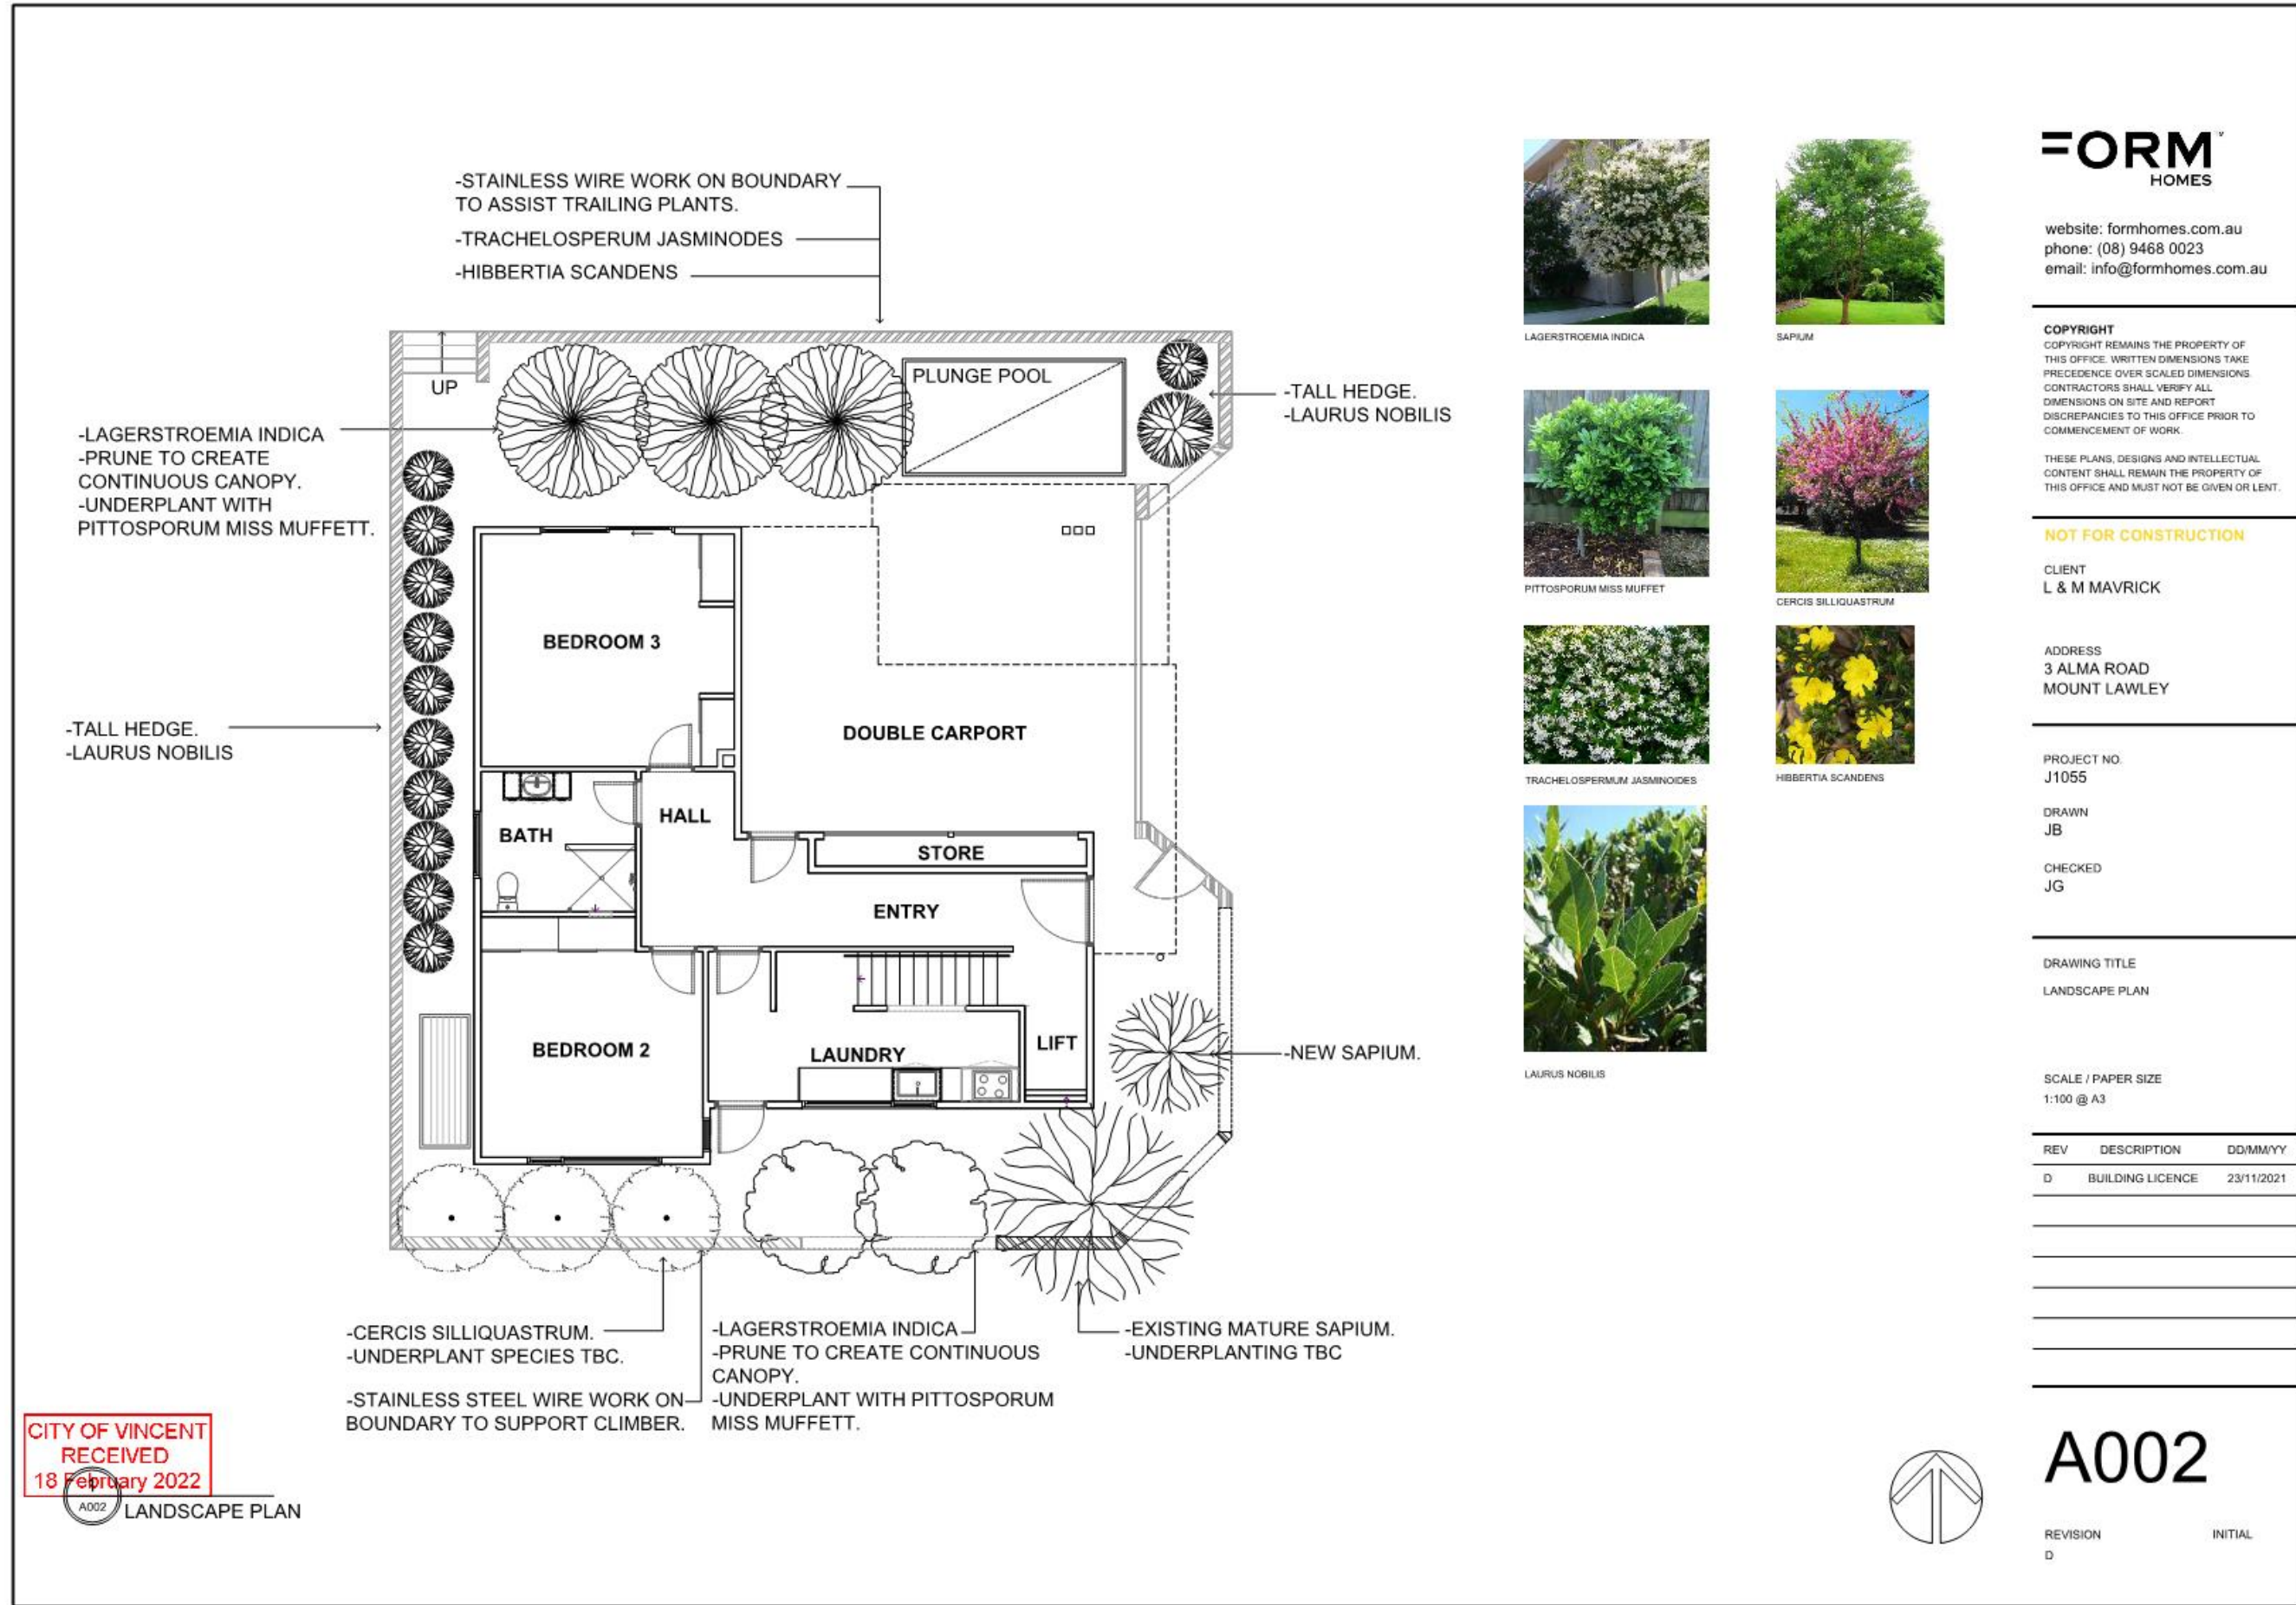 -STAINLESS WIRE WORK ON BOUNDARY
TO ASSIST TRAILING PLANTS.
-TRACHELOSPERUM JASMINODES
-HIBBERTIA SCANDENS
UP
PLUNGE POOL
-TALL HEDGE.
-LAURUS NOBILIS
-LAGERSTROEMIA INDICA
-PRUNE TO CREATE
CONTINUOUS CANOPY.
-UNDERPLANT WITH
PITTOSPORUM MISS MUFFETT.
BEDROOM 3
-TALL HEDGE.
-LAURUS NOBILIS
DOUBLE CARPORT
HALL
BATH
STORE
ENTRY
BEDROOM 2
LAUNDRY
LIFT
-NEW SAPIUM.
-CERCIS SILLIQUASTRUM.
-UNDERPLANT SPECIES TBC.
-STAINLESS STEEL WIRE WORK ON
BOUNDARY TO SUPPORT CLIMBER.
-LAGERSTROEMIA INDICA
-PRUNE TO CREATE CONTINUOUS
CANOPY.
-UNDERPLANT WITH PITTOSPORUM
MISS MUFFETT.
-EXISTING MATURE SAPIUM.
-UNDERPLANTING TBC
CITY OF VINCENT
RECEIVED
18 February 2022
1
A002
LANDSCAPE PLAN
LAGERSTROEMIA INDICA
SAPIUM
PITTOSPORUM MISS MUFFET
CERCIS SILLIQUASTRUM
TRACHELOSPERMUM JASMINOIDES
HIBBERTIA SCANDENS
LAURUS NOBILIS
FORM
HOMES
website: formhomes.com.au
phone: (08) 9468 0023
email: info@formhomes.com.au
COPYRIGHT
COPYRIGHT REMAINS THE PROPERTY OF
THIS OFFICE. WRITTEN DIMENSIONS TAKE
PRECEDENCE OVER SCALED DIMENSIONS.
CONTRACTORS SHALL VERIFY ALL
DIMENSIONS ON SITE AND REPORT
DISCREPANCIES TO THIS OFFICE PRIOR TO
COMMENCEMENT OF WORK.
THESE PLANS, DESIGNS AND INTELLECTUAL
CONTENT SHALL REMAIN THE PROPERTY OF
THIS OFFICE AND MUST NOT BE GIVEN OR LENT.
NOT FOR CONSTRUCTION
CLIENT
L & M MAVRICK
ADDRESS
3 ALMA ROAD
MOUNT LAWLEY
PROJECT NO.
J1055
DRAWN
JB
CHECKED
JG
DRAWING TITLE
LANDSCAPE PLAN
SCALE / PAPER SIZE
1:100 @ A3
REV DESCRIPTION DD/MM/YY
D BUILDING LICENCE 23/11/2021
A002
REVISION INITIAL
D